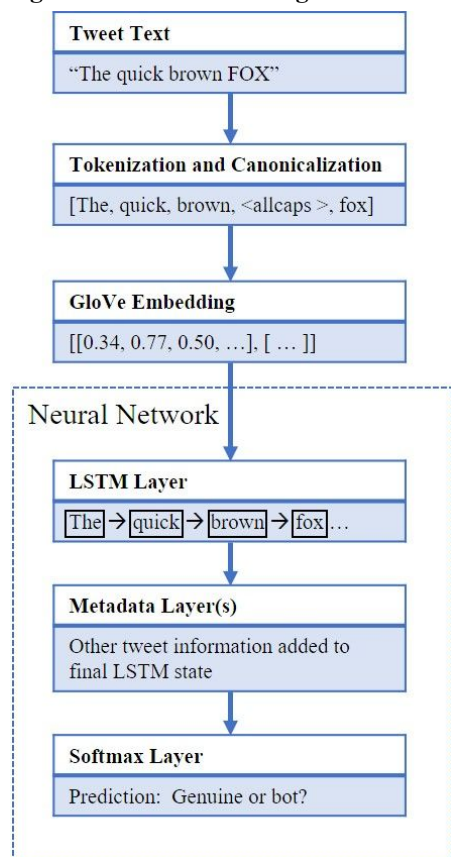 Tweet Text
“The quick brown FOX”
Tokenization and Canonicalization
[The, quick, brown, <allcaps >, fox]
GloVe Embedding
[[0.34, 0.77, 0.50, …], [ … ]]
Neural Network
LSTM Layer
The → quick → brown → fox …
Metadata Layer(s)
Other tweet information added to
final LSTM state
Softmax Layer
Prediction: Genuine or bot?